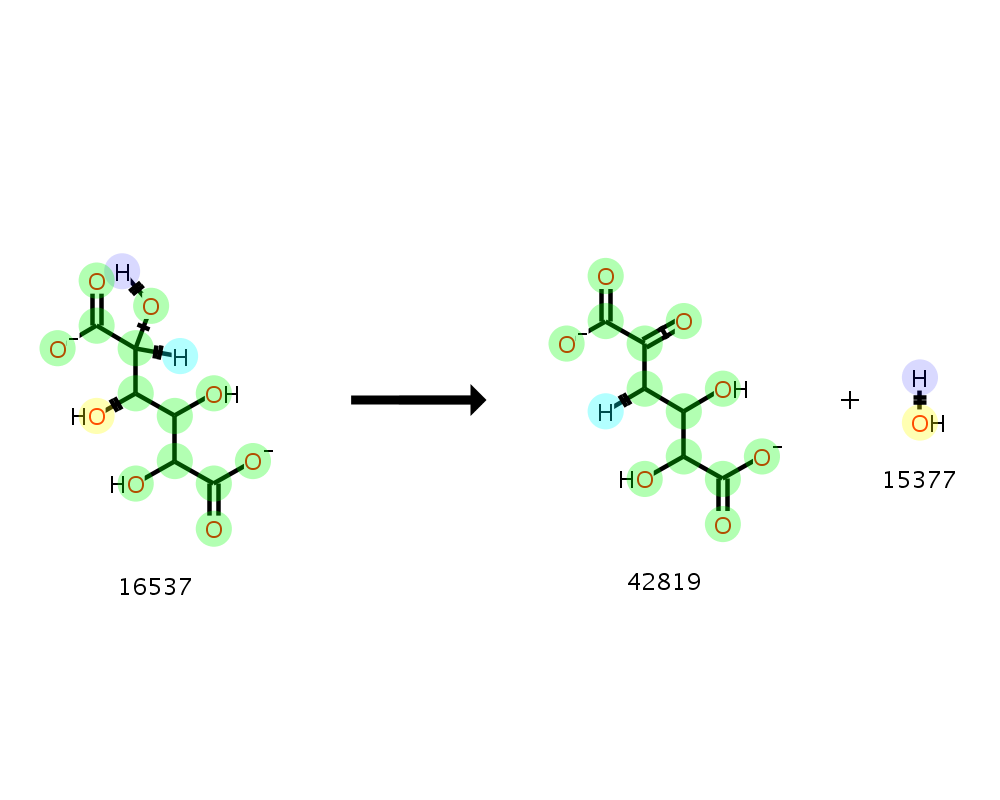 O H O
O⁻ H
HO OH
HO O⁻
O
16537
O
O⁻ O
H OH
HO O⁻
O
42819
+
H
OH
15377